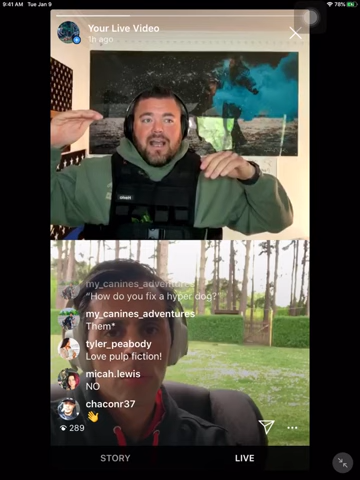 9:41 AM Tue Jan 9
78%
Your Live Video
1h ago
my_canines_adventures
"How do you fix a hyper dog?"
my_canines_adventures
Them*
tyler_peabody
Love pulp fiction!
micah.lewis
NO
chaconr37
👋
289
STORY
LIVE